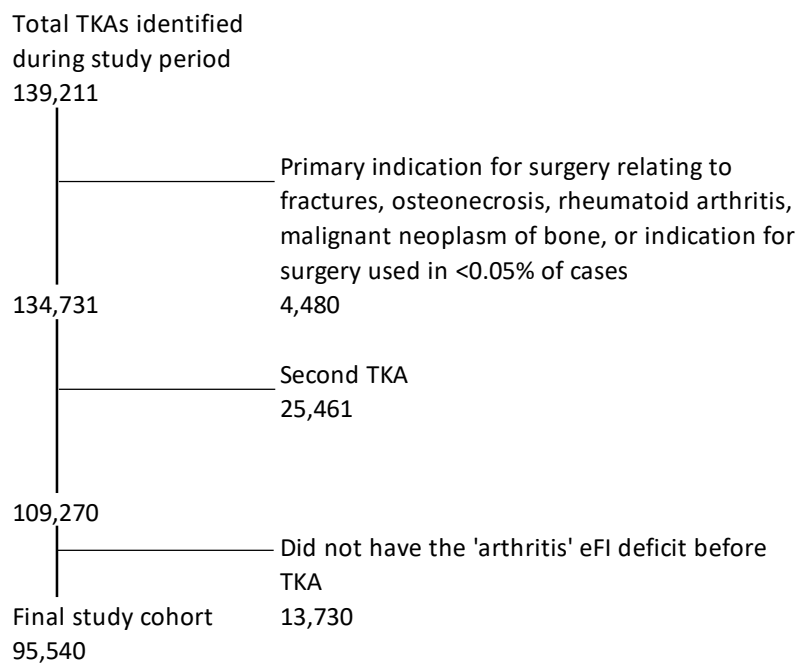 Total TKAs identified
during study period
139,211
Primary indication for surgery relating to
fractures, osteonecrosis, rheumatoid arthritis,
malignant neoplasm of bone, or indication for
surgery used in <0.05% of cases
4,480
134,731
Second TKA
25,461
109,270
Did not have the 'arthritis' eFI deficit before
TKA
13,730
Final study cohort
95,540